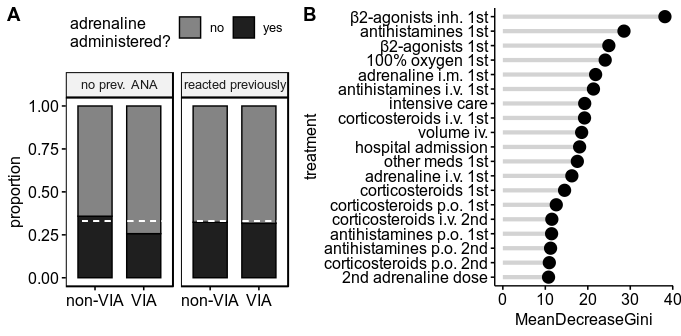 A
adrenaline
administered?
no
yes
no prev. ANA
reacted previously
proportion
1.00
0.75
0.50
0.25
0.00
non-VIA
VIA
non-VIA
VIA
B
treatment
β2-agonists inh. 1st
antihistamines 1st
β2-agonists 1st
100% oxygen 1st
adrenaline i.m. 1st
antihistamines i.v. 1st
intensive care
corticosteroids i.v. 1st
volume iv.
hospital admission
other meds 1st
adrenaline i.v. 1st
corticosteroids 1st
corticosteroids p.o. 1st
corticosteroids i.v. 2nd
antihistamines p.o. 1st
antihistamines p.o. 2nd
corticosteroids p.o. 2nd
2nd adrenaline dose
0 10 20 30 40
MeanDecreaseGini